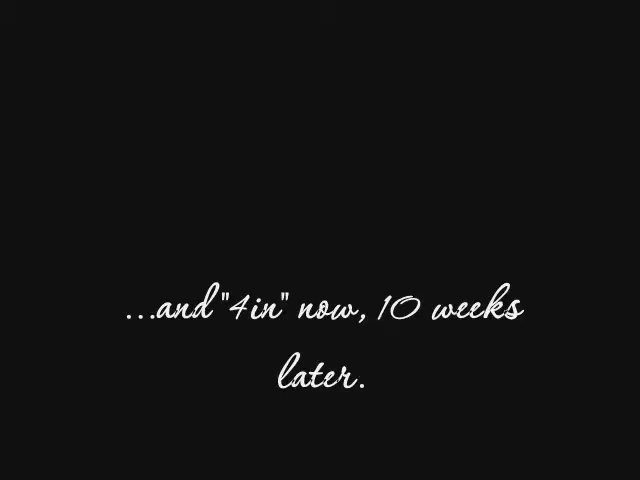 ...and "4in" now, 10 weeks
later.